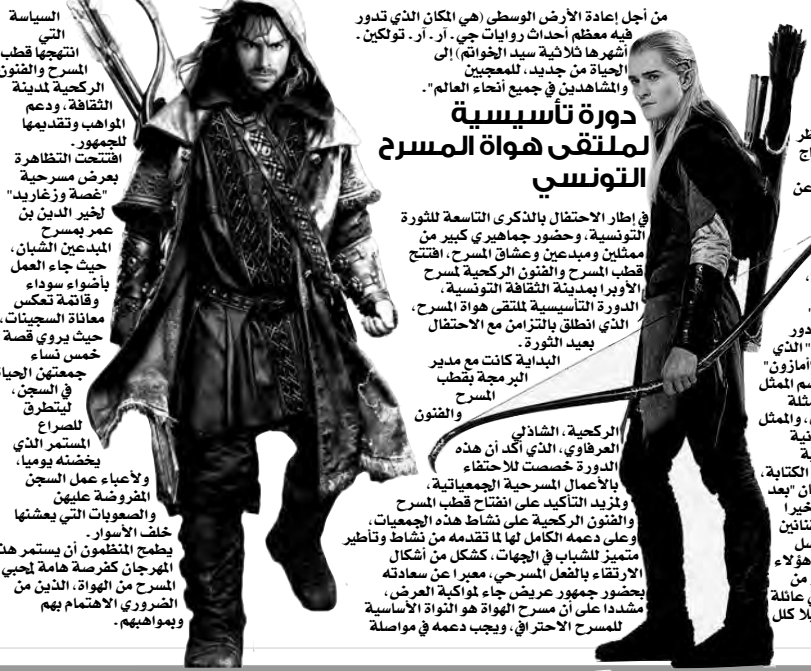 من أجل إعادة الأرض الوسطى (هي المكان الذي تدور
فيه معظم أحداث روايات جي. آر. آر. تولكين.
أشهرها ثلاثية سيد الخواتم) إلى
الحياة من جديد، للمعجبين
والمشاهدين في جميع أنحاء العالم".
دورة تأسيسية
لملتقى هواة المسرح
التونسي
في إطار الاحتفال بالذكرى التاسعة للثورة
التونسية، وحضور جماهيري كبير من
ممثلين ومبدعين وعشاق المسرح، افتتح
قطب المسرح والفنون الركحية لمسرح
الأوبرا بمدينة الثقافة التونسية،
الدورة التأسيسية لملتقى هواة المسرح،
الذي انطلق بالتزامن مع الاحتفال
بعيد الثورة.
البداية كانت مع مدير
البرمجة بقطب
المسرح
والفنون
الركحية، الشاذلي
العرفاوي، الذي أكد أن هذه
الدورة خصصت للاحتفاء
بالأعمال المسرحية الجمعياتية،
ولمزيد التأكيد على انفتاح قطب المسرح
والفنون الركحية على نشاط هذه الجمعيات،
وعلى دعمه الكامل لها لما تقدمه من نشاط وتأطير
متميز للشباب في الجهات، كشكل من أشكال
الارتقاء بالفعل المسرحي، معبرا عن سعادته
بحضور جمهور عريض جاء لمواكبة العرض،
مشددا على أن مسرح الهواة هو النواة الأساسية
للمسرح الاحترافي، ويجب دعمه في مواصلة
السياسة
التي
انتهجها قطب
المسرح والفنون
الركحية لمدينة
الثقافة، ودعم
المواهب وتقديمها
للجمهور.
افتتحت التظاهرة
بعرض مسرحية
"غصة وزغاريد"
لخير الدين بن
عمر بمسرح
المبدعين الشبان،
حيث جاء العمل
بأضواء سوداء
وقاتمة تعكس
معاناة السجينات،
حيث يروي قصة
خمس نساء
جمعتهن الحياة
في السجن،
ليتطرق
للصراع
المستمر الذي
يخضنه يوميا،
ولأعباء عمل السجن
المفروضة عليهن
والصعوبات التي يعشنها
خلف الأسوار.
يطمح المنظمون أن يستمر هذا
المهرجان كفرصة هامة لمحبي
المسرح من الهواة، الذين من
الضروري الاهتمام بهم
وبمواهبهم.